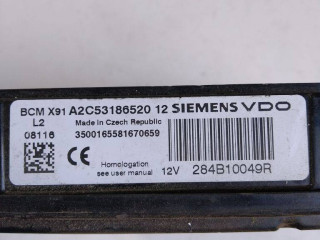 BCM X91 A2C53186520 12 SIEMENS VDO
L2 Made in Czech Republic
08116 3500165581670659
CE Homologation
see user manual 12V 284B10049R